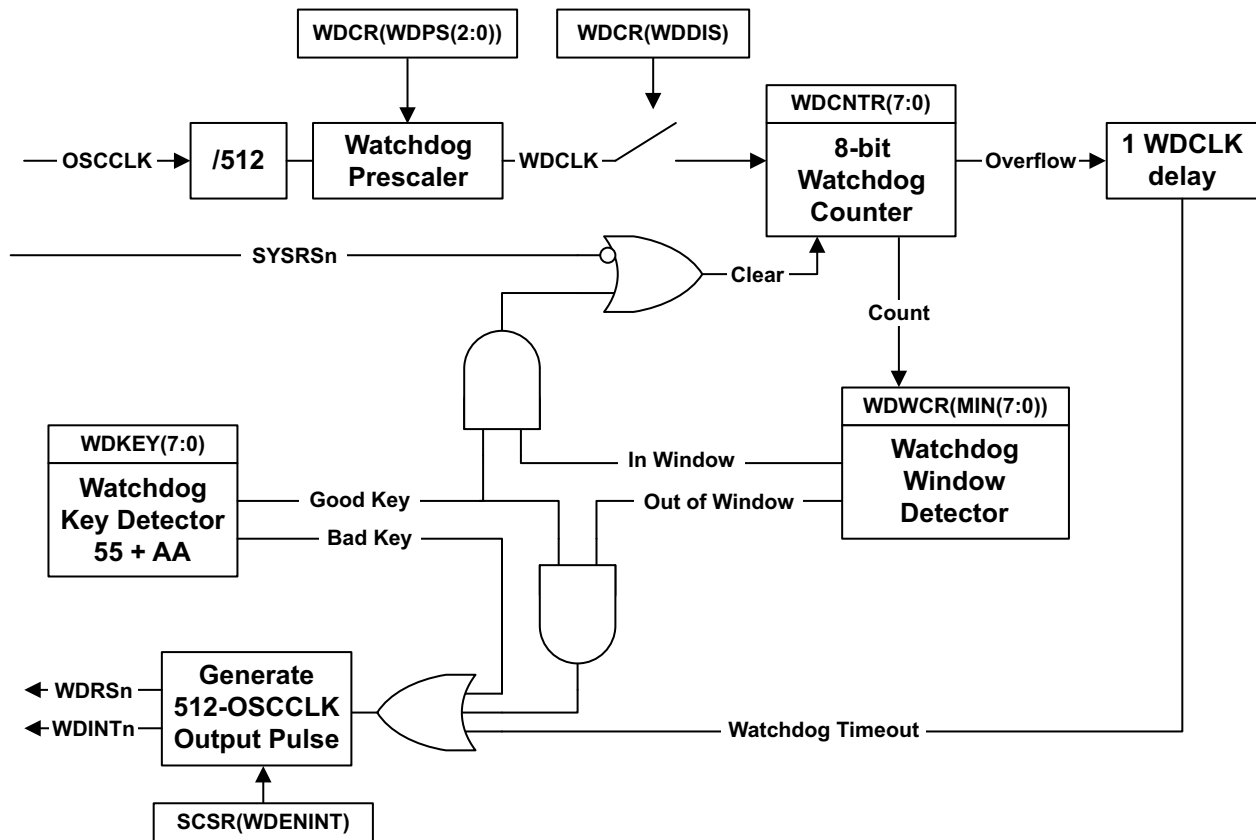 WDCR(WDPS(2:0))
WDCR(WDDIS)
WDCNTR(7:0)
OSCCLK
/512
Watchdog
Prescaler
WDCLK
8-bit
Watchdog
Counter
Overflow
1 WDCLK
delay
SYSRSn
Clear
Count
WDWCR(MIN(7:0))
Watchdog
Window
Detector
WDKEY(7:0)
Watchdog
Key Detector
55 + AA
In Window
Good Key
Out of Window
Bad Key
Generate
512-OSCCLK
Output Pulse
WDRSn
WDINTn
Watchdog Timeout
SCSR(WDENINT)